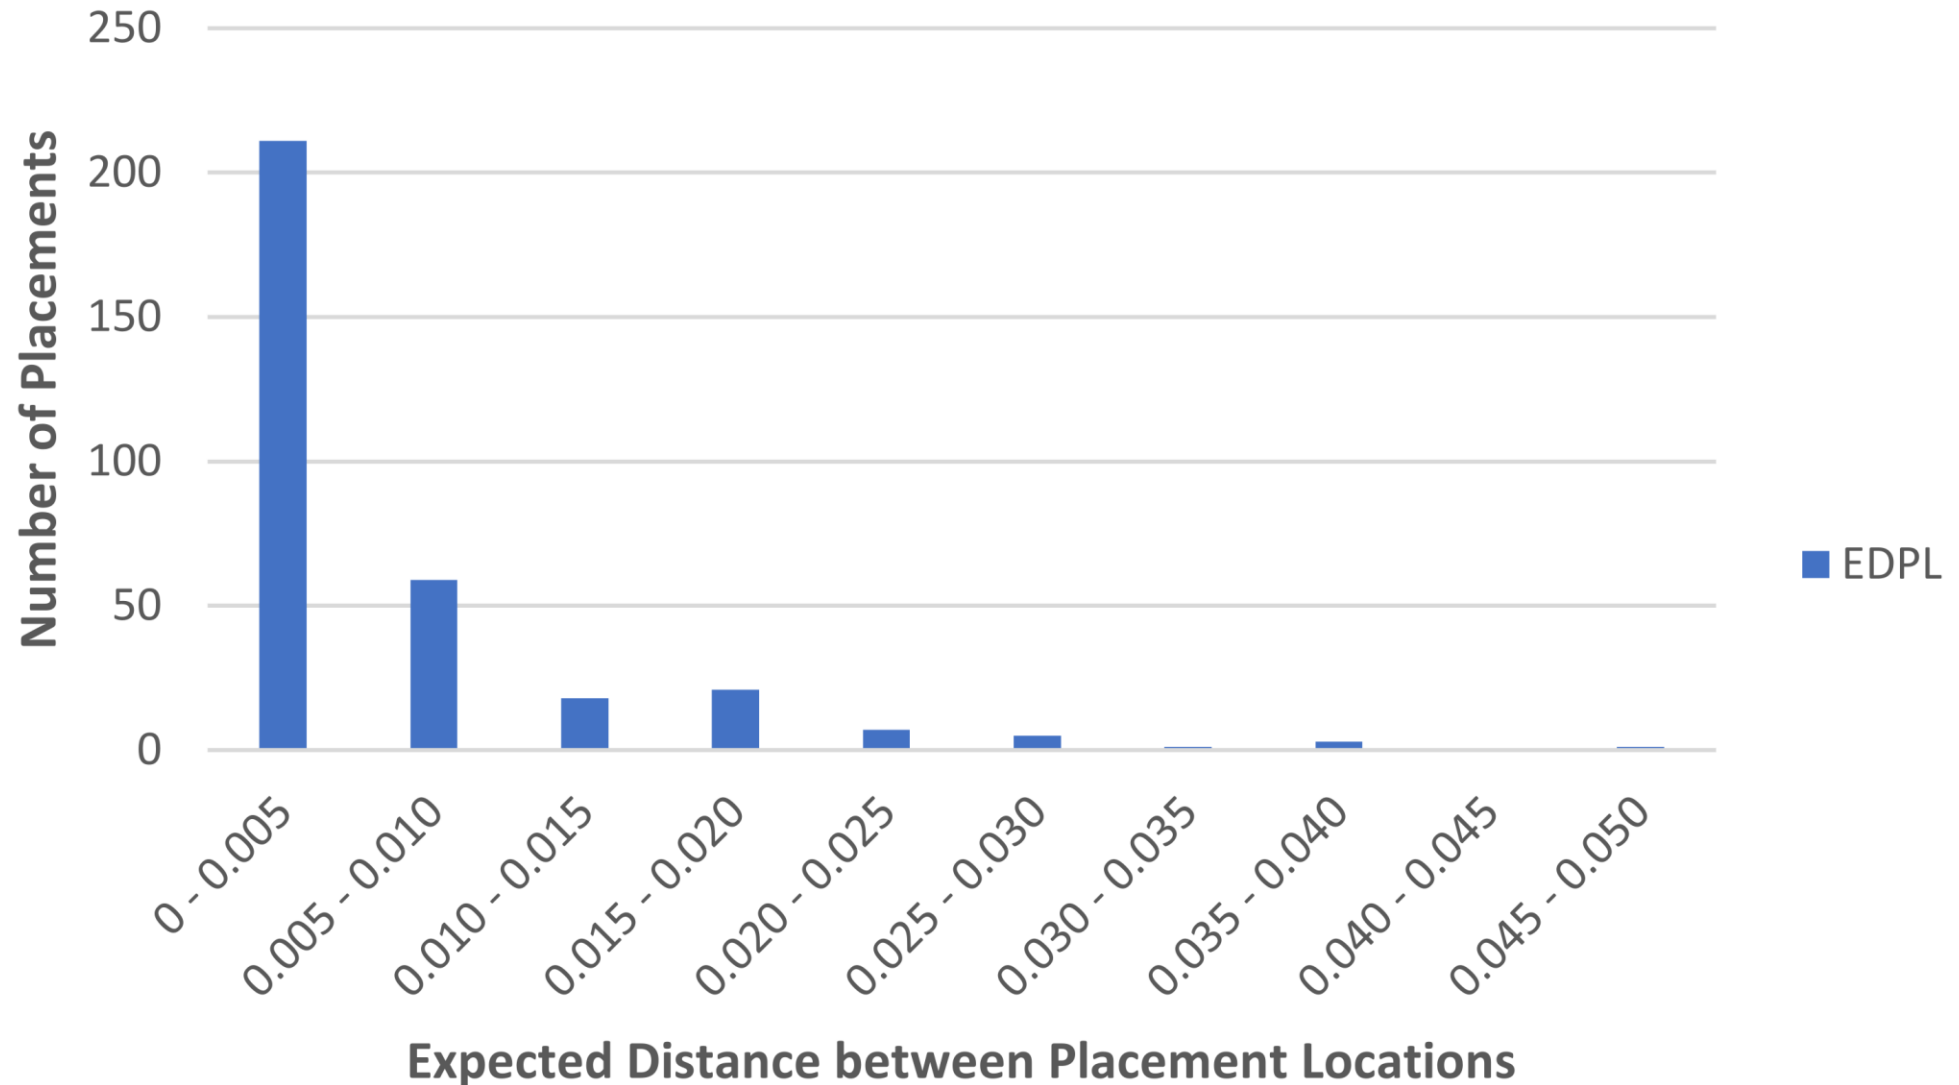 250
200
150
100
50
0
Number of Placements
0 - 0.005
0.005 - 0.010
0.010 - 0.015
0.015 - 0.020
0.020 - 0.025
0.025 - 0.030
0.030 - 0.035
0.035 - 0.040
0.040 - 0.045
0.045 - 0.050
Expected Distance between Placement Locations
EDPL